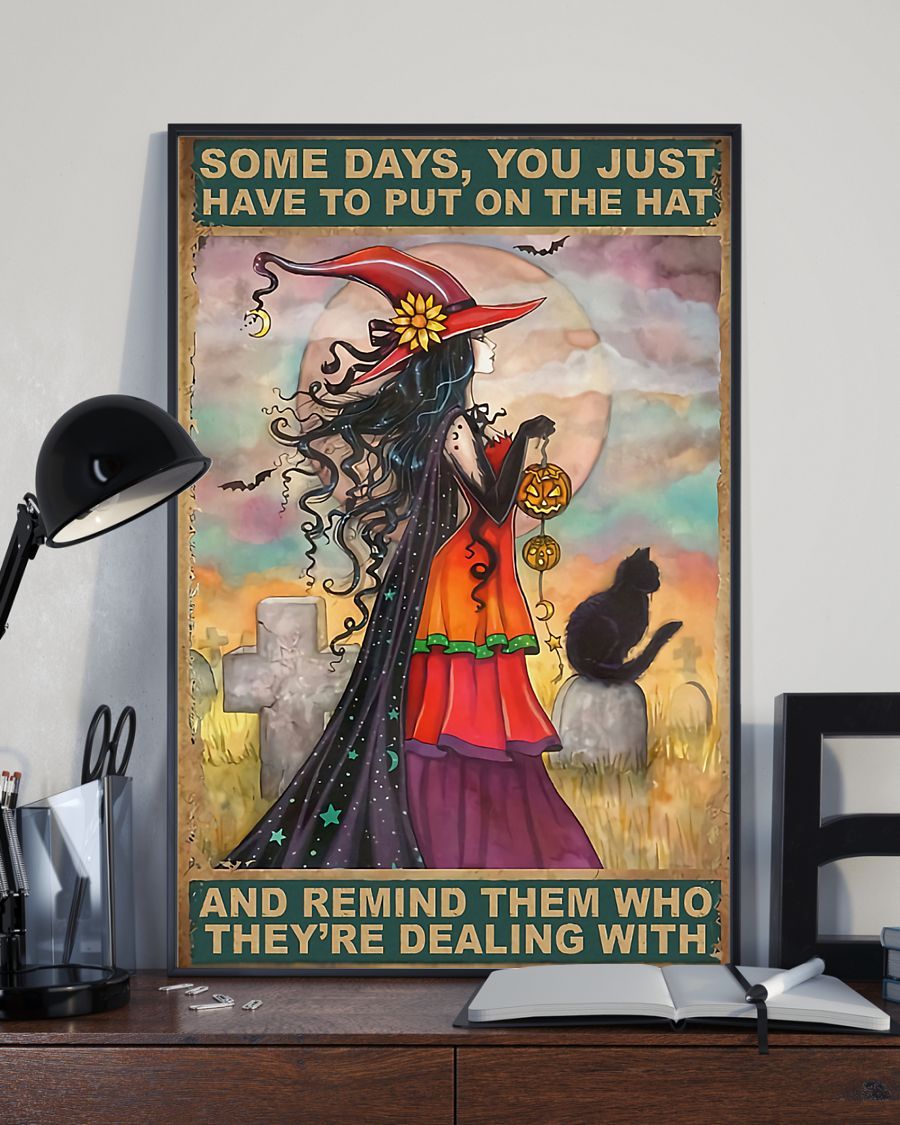 SOME DAYS, YOU JUST
HAVE TO PUT ON THE HAT
AND REMIND THEM WHO
THEY'RE DEALING WITH